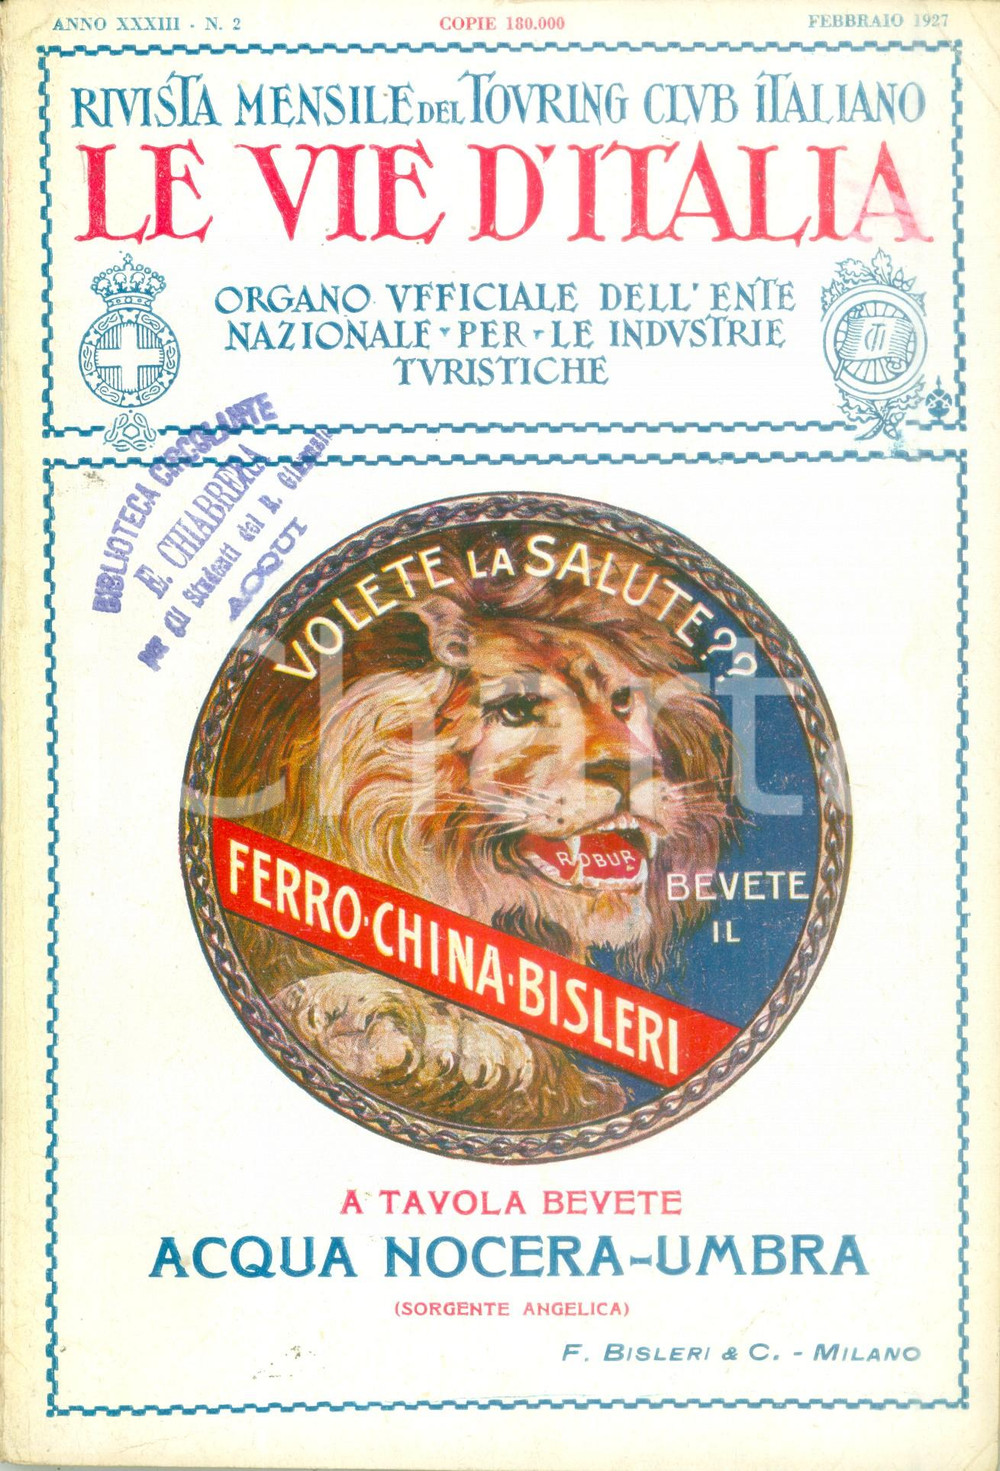 ANNO XXXIII - N. 2
COPIE 180.000
FEBBRAIO 1927
RIVISTA MENSILE DEL TOVRING CLVB ITALIANO
LE VIE D'ITALIA
ORGANO VFFICIALE DELL'ENTE
NAZIONALE PER LE INDVSTRIE
TVRISTICHE
CTI
BIBLIOTECA CIRCOLANTE
E. CHIABRERA
per gli Studenti del R. Ginnasio
ACQUI
VOLETE LA SALUTE??
ROBUR
BEVETE
IL
FERRO-CHINA-BISLERI
Chart
A TAVOLA BEVETE
ACQUA NOCERA-UMBRA
(SORGENTE ANGELICA)
F. BISLERI & C. - MILANO